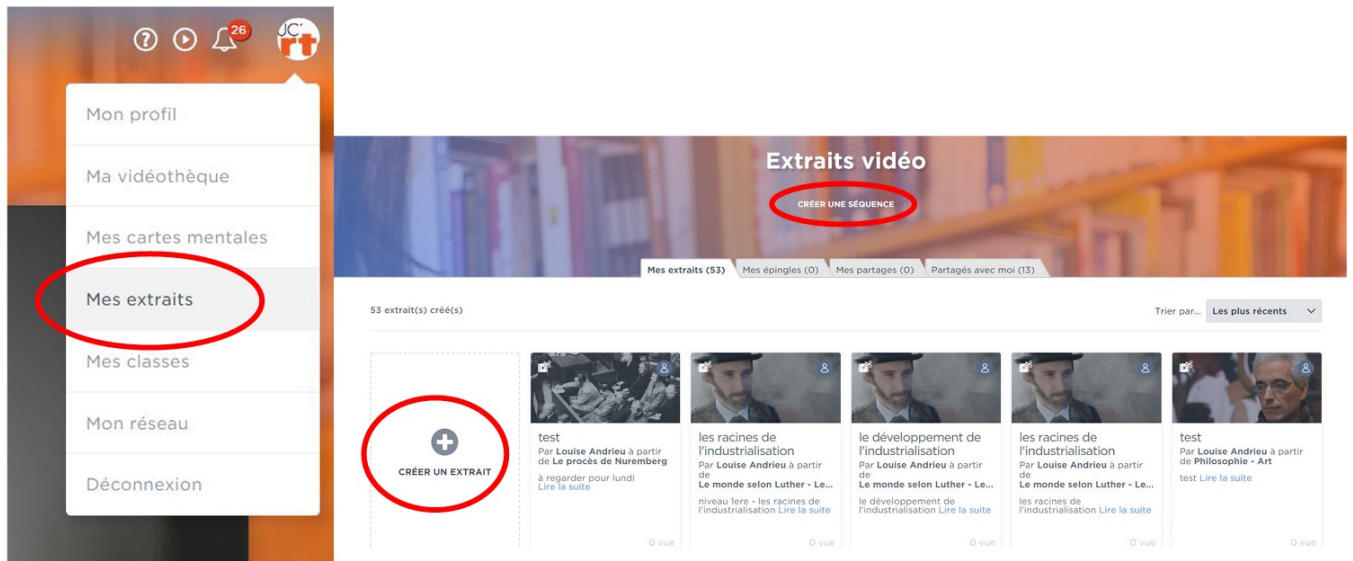 26
JC'
rt
Mon profil
Ma vidéothèque
Mes cartes mentales
Mes extraits
Mes classes
Mon réseau
Déconnexion
Extraits vidéo
CRÉER UNE SÉQUENCE
Mes extraits (53) Mes épingles (0) Mes partages (0) Partagés avec moi (13)
53 extrait(s) créé(s)
Trier par... Les plus récents
CRÉER UN EXTRAIT
test
Par Louise Andrieu à partir
de Le procès de Nuremberg
à regarder pour lundi
Lire la suite
0 vue
les racines de
l'industrialisation
Par Louise Andrieu à partir
de
Le monde selon Luther - Le...
niveau 1ere - les racines de
l'industrialisation Lire la suite
0 vue
le développement de
l'industrialisation
Par Louise Andrieu à partir
de
Le monde selon Luther - Le...
le développement de
l'industrialisation Lire la suite
0 vue
les racines de
l'industrialisation
Par Louise Andrieu à partir
de
Le monde selon Luther - Le...
les racines de
l'industrialisation Lire la suite
0 vue
test
Par Louise Andrieu à partir
de Philosophie - Art
test Lire la suite
0 vue